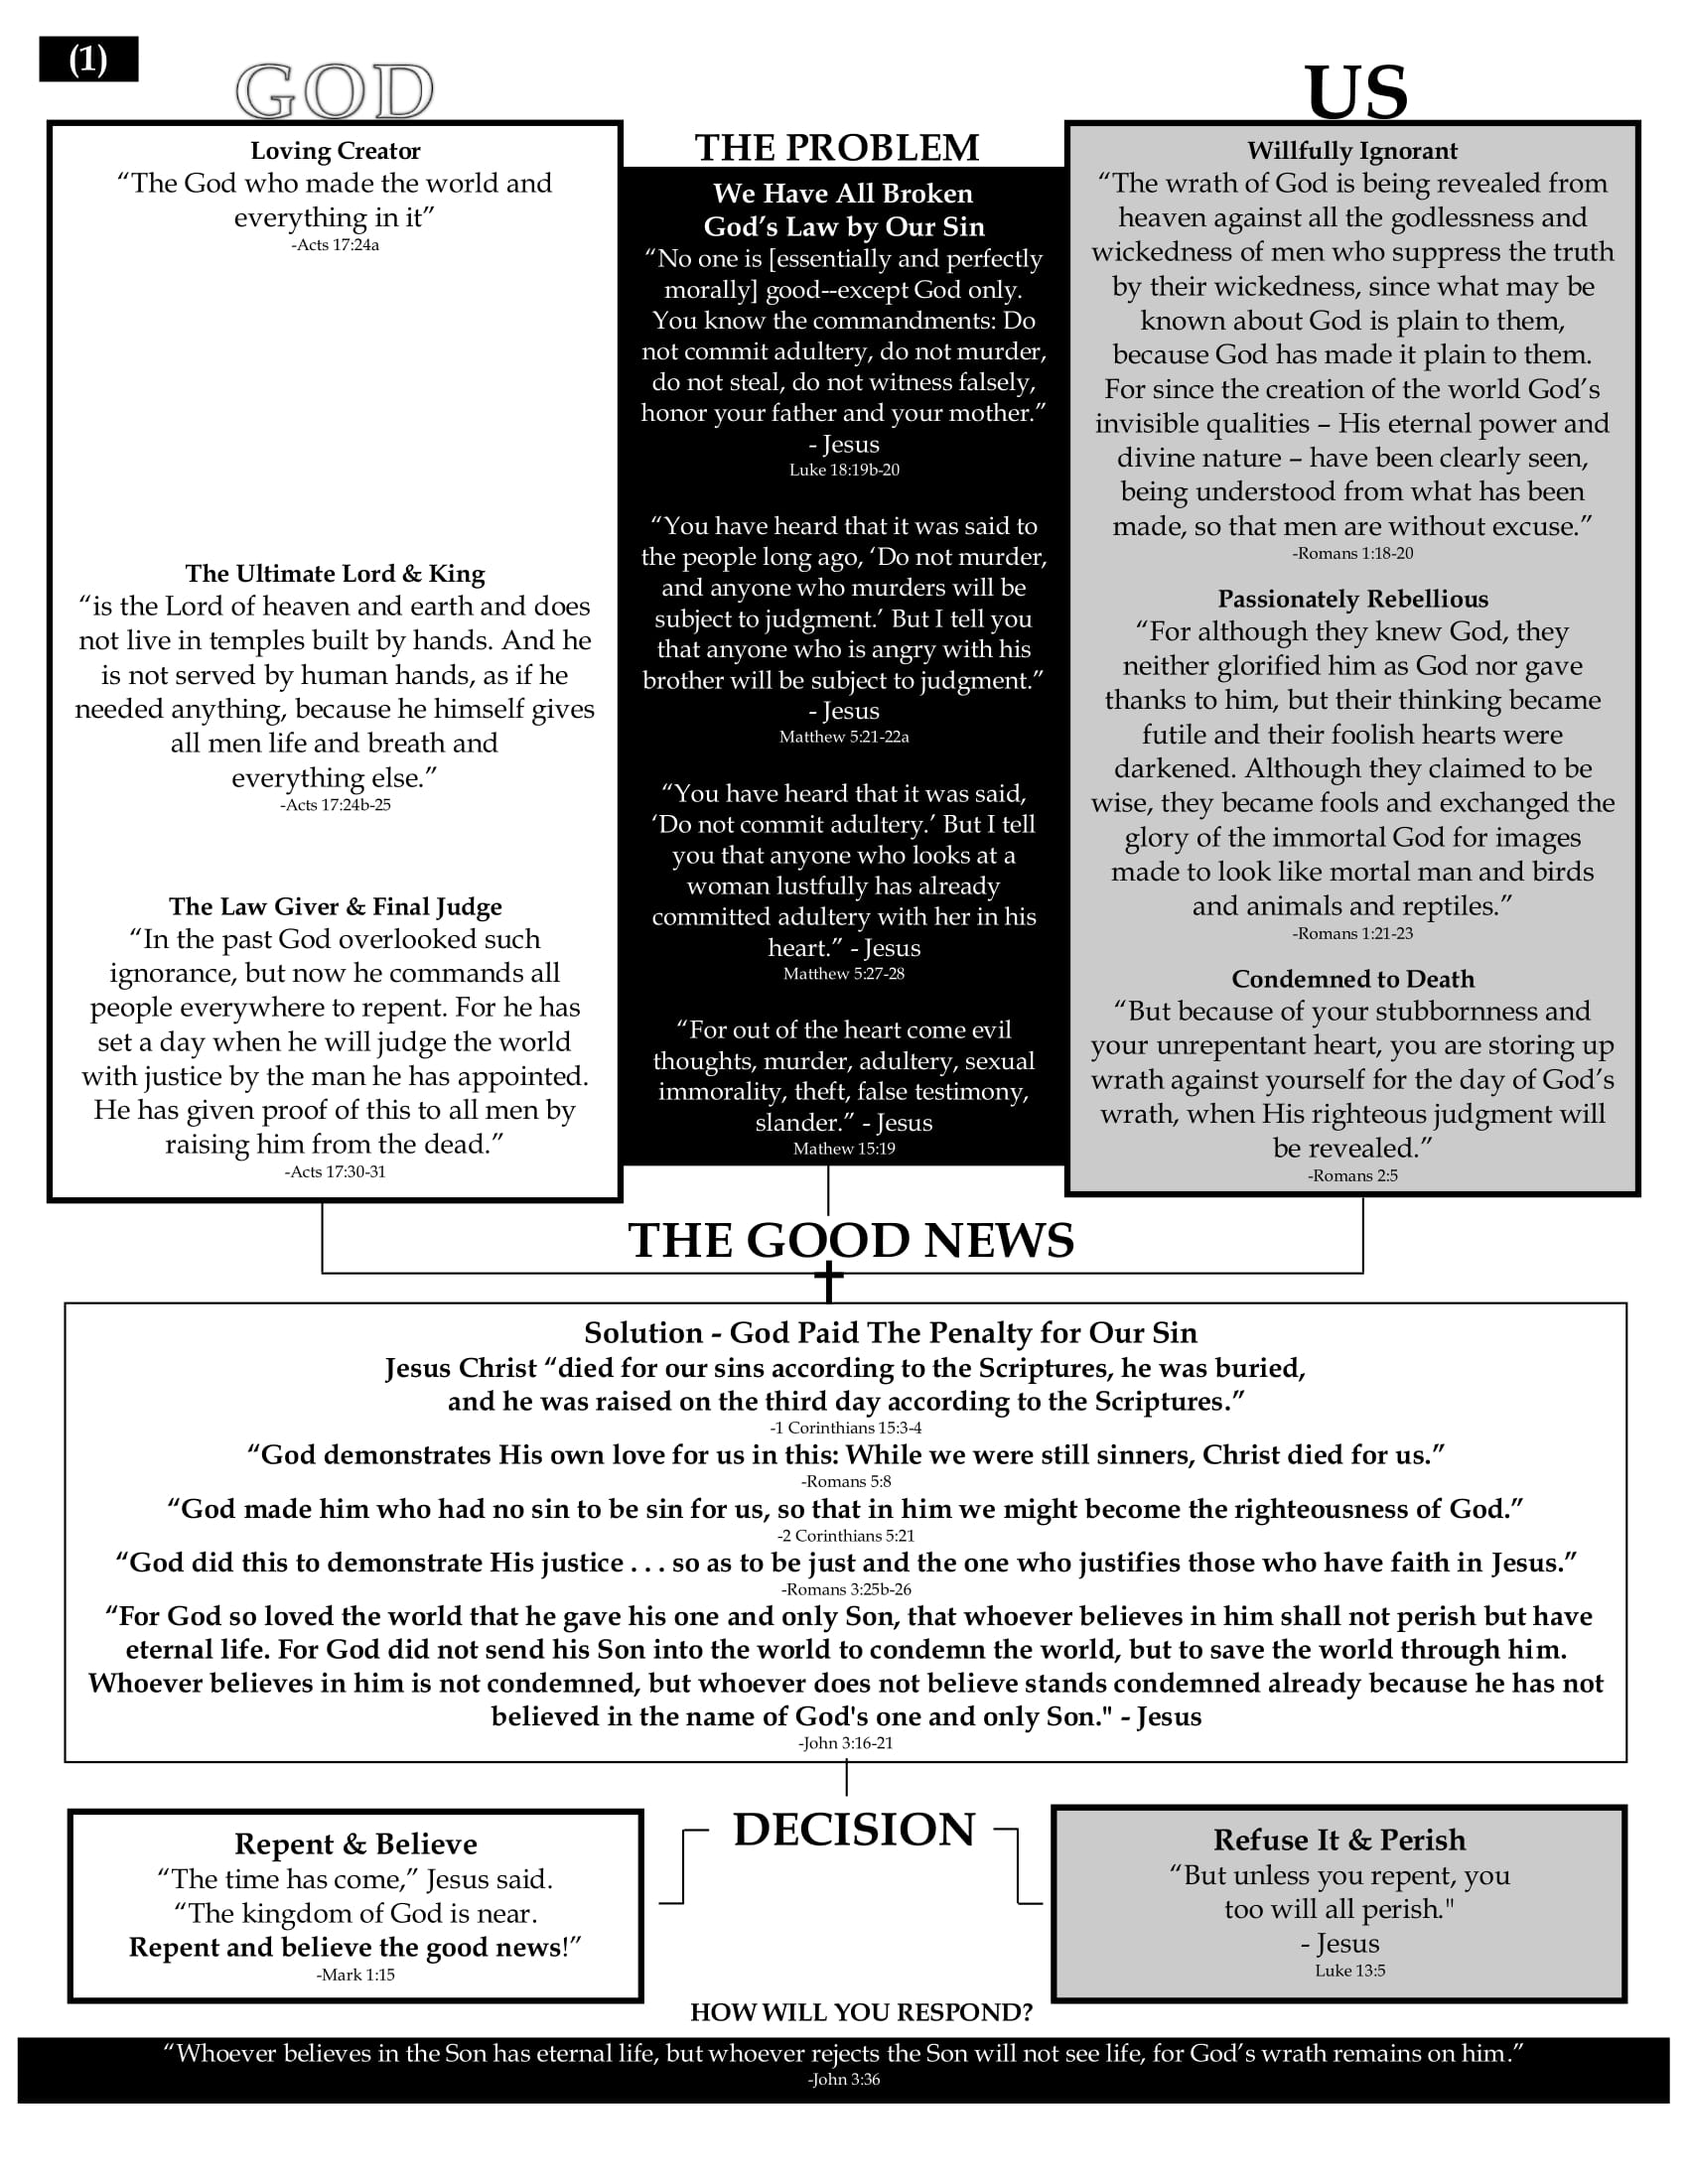 (1)
GOD
Loving Creator
“The God who made the world and
everything in it”
-Acts 17:24a
The Ultimate Lord & King
“is the Lord of heaven and earth and does
not live in temples built by hands. And he
is not served by human hands, as if he
needed anything, because he himself gives
all men life and breath and
everything else.”
-Acts 17:24b-25
The Law Giver & Final Judge
“In the past God overlooked such
ignorance, but now he commands all
people everywhere to repent. For he has
set a day when he will judge the world
with justice by the man he has appointed.
He has given proof of this to all men by
raising him from the dead.”
-Acts 17:30-31
THE PROBLEM
We Have All Broken
God’s Law by Our Sin
“No one is [essentially and perfectly
morally] good--except God only.
You know the commandments: Do
not commit adultery, do not murder,
do not steal, do not witness falsely,
honor your father and your mother.”
- Jesus
Luke 18:19b-20
“You have heard that it was said to
the people long ago, ‘Do not murder,
and anyone who murders will be
subject to judgment.’ But I tell you
that anyone who is angry with his
brother will be subject to judgment.”
- Jesus
Matthew 5:21-22a
“You have heard that it was said,
‘Do not commit adultery.’ But I tell
you that anyone who looks at a
woman lustfully has already
committed adultery with her in his
heart.” - Jesus
Matthew 5:27-28
“For out of the heart come evil
thoughts, murder, adultery, sexual
immorality, theft, false testimony,
slander.” - Jesus
Mathew 15:19
US
Willfully Ignorant
“The wrath of God is being revealed from
heaven against all the godlessness and
wickedness of men who suppress the truth
by their wickedness, since what may be
known about God is plain to them,
because God has made it plain to them.
For since the creation of the world God’s
invisible qualities – His eternal power and
divine nature – have been clearly seen,
being understood from what has been
made, so that men are without excuse.”
-Romans 1:18-20
Passionately Rebellious
“For although they knew God, they
neither glorified him as God nor gave
thanks to him, but their thinking became
futile and their foolish hearts were
darkened. Although they claimed to be
wise, they became fools and exchanged the
glory of the immortal God for images
made to look like mortal man and birds
and animals and reptiles.”
-Romans 1:21-23
Condemned to Death
“But because of your stubbornness and
your unrepentant heart, you are storing up
wrath against yourself for the day of God’s
wrath, when His righteous judgment will
be revealed.”
-Romans 2:5
THE GOOD NEWS
Solution - God Paid The Penalty for Our Sin
Jesus Christ “died for our sins according to the Scriptures, he was buried,
and he was raised on the third day according to the Scriptures.”
-1 Corinthians 15:3-4
“God demonstrates His own love for us in this: While we were still sinners, Christ died for us.”
-Romans 5:8
“God made him who had no sin to be sin for us, so that in him we might become the righteousness of God.”
-2 Corinthians 5:21
“God did this to demonstrate His justice . . . so as to be just and the one who justifies those who have faith in Jesus.”
-Romans 3:25b-26
“For God so loved the world that he gave his one and only Son, that whoever believes in him shall not perish but have
eternal life. For God did not send his Son into the world to condemn the world, but to save the world through him.
Whoever believes in him is not condemned, but whoever does not believe stands condemned already because he has not
believed in the name of God's one and only Son." - Jesus
-John 3:16-21
DECISION
Repent & Believe
“The time has come,” Jesus said.
“The kingdom of God is near.
Repent and believe the good news!”
-Mark 1:15
Refuse It & Perish
“But unless you repent, you
too will all perish."
- Jesus
Luke 13:5
HOW WILL YOU RESPOND?
“Whoever believes in the Son has eternal life, but whoever rejects the Son will not see life, for God’s wrath remains on him.”
-John 3:36